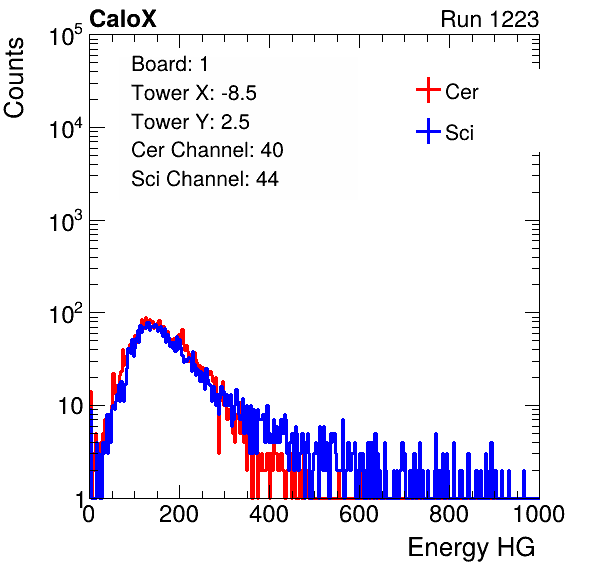 CaloX Run 1223
Counts
10^5
10^4
10^3
10^2
10
1
Board: 1
Tower X: -8.5
Tower Y: 2.5
Cer Channel: 40
Sci Channel: 44
Cer
Sci
0 200 400 600 800 1000
Energy HG